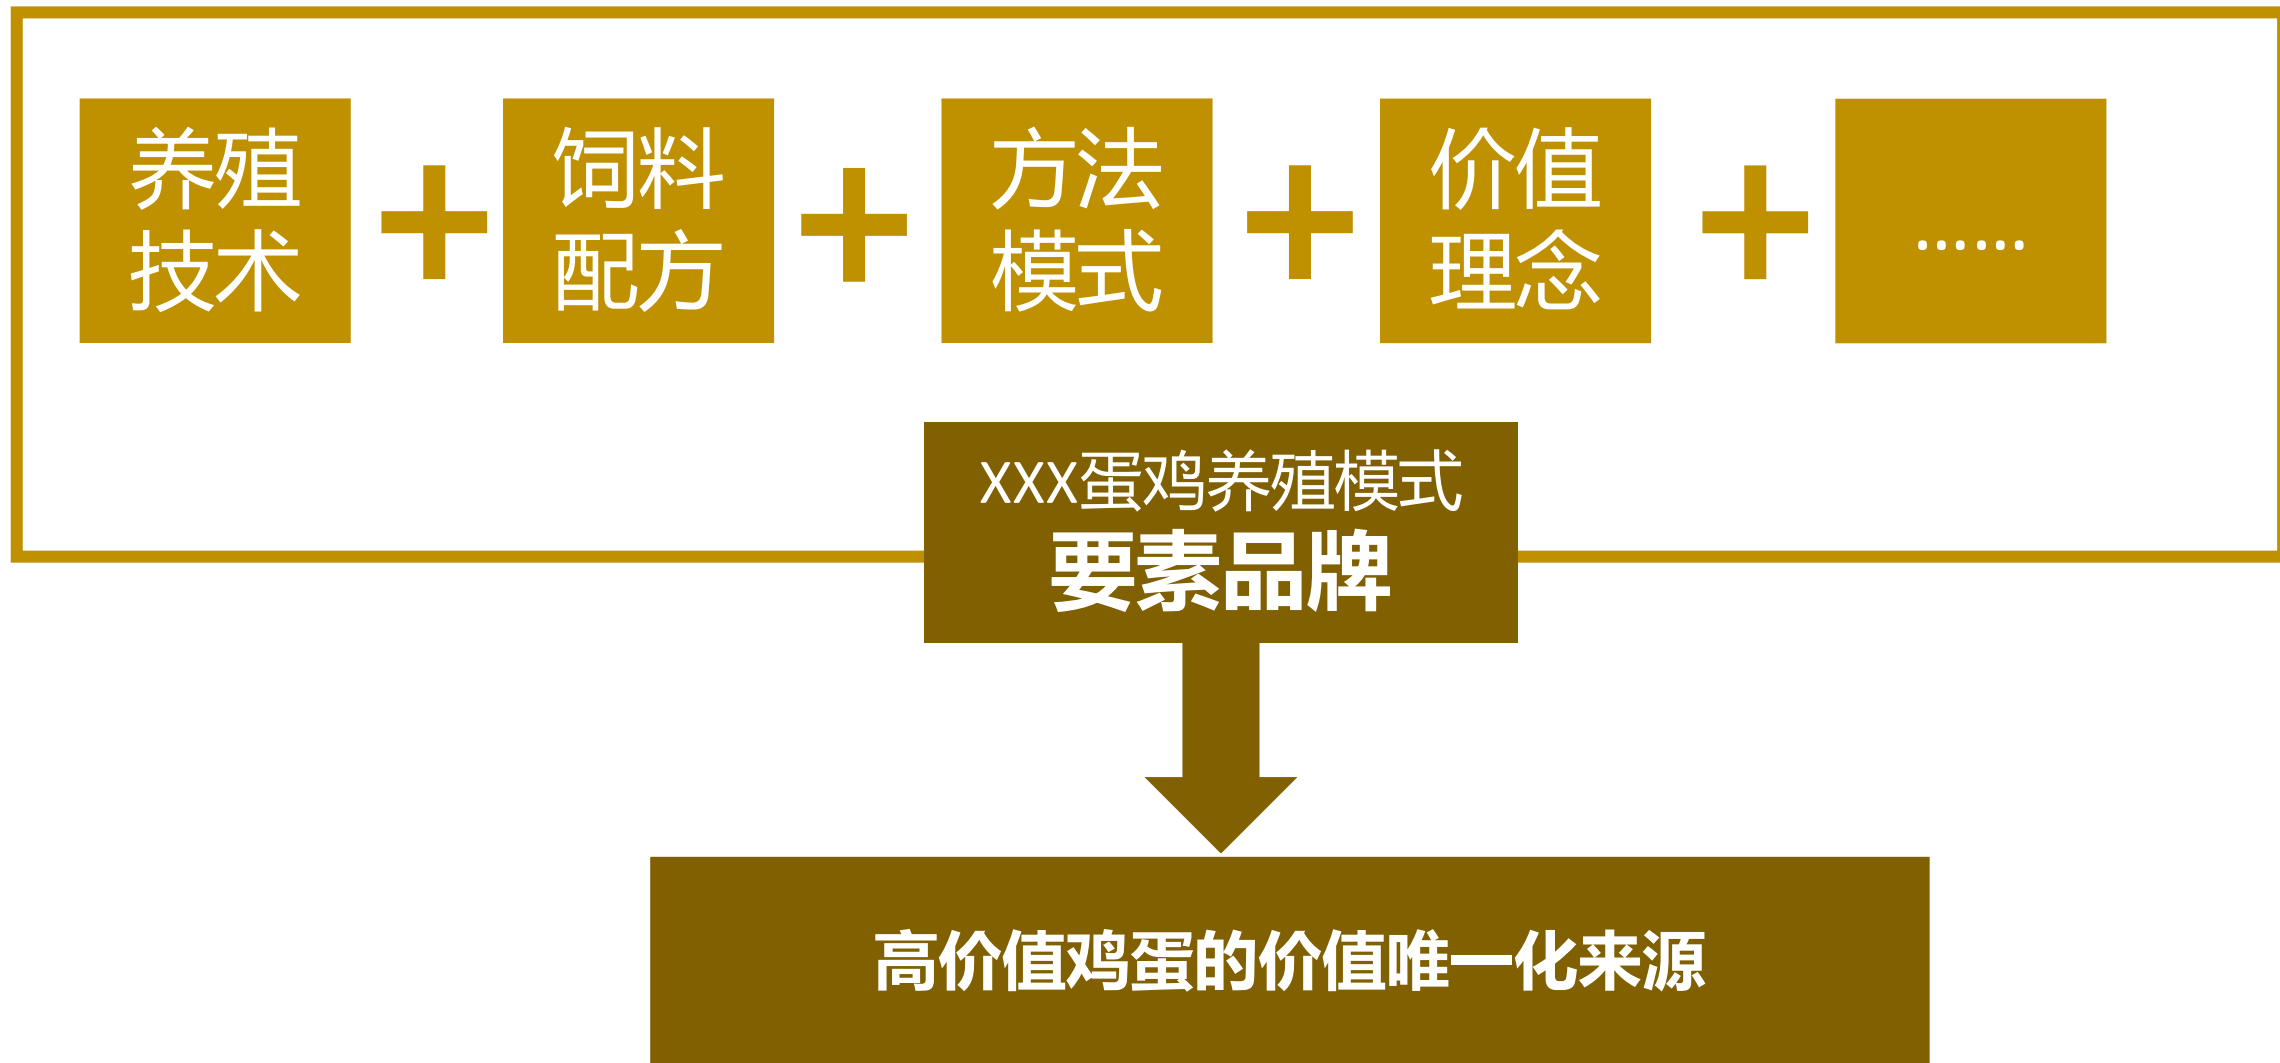 养殖
技术
饲料
配方
方法
模式
价值
理念
……
XXX蛋鸡养殖模式
要素品牌
高价值鸡蛋的价值唯一化来源